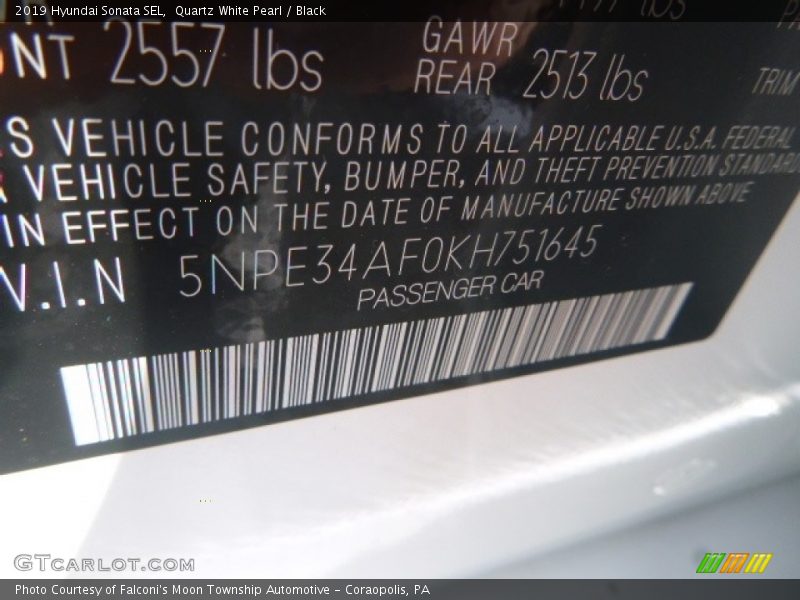 2019 Hyundai Sonata SEL, Quartz White Pearl / Black
lbs
NT 2557 lbs
GAWR
REAR 2513 lbs
TRIM
S VEHICLE CONFORMS TO ALL APPLICABLE U.S.A. FEDERAL
VEHICLE SAFETY, BUMPER, AND THEFT PREVENTION STANDARD
IN EFFECT ON THE DATE OF MANUFACTURE SHOWN ABOVE
V.I.N 5NPE34AF0KH751645
PASSENGER CAR
GTCARLOT.COM
Photo Courtesy of Falconi's Moon Township Automotive - Coraopolis, PA